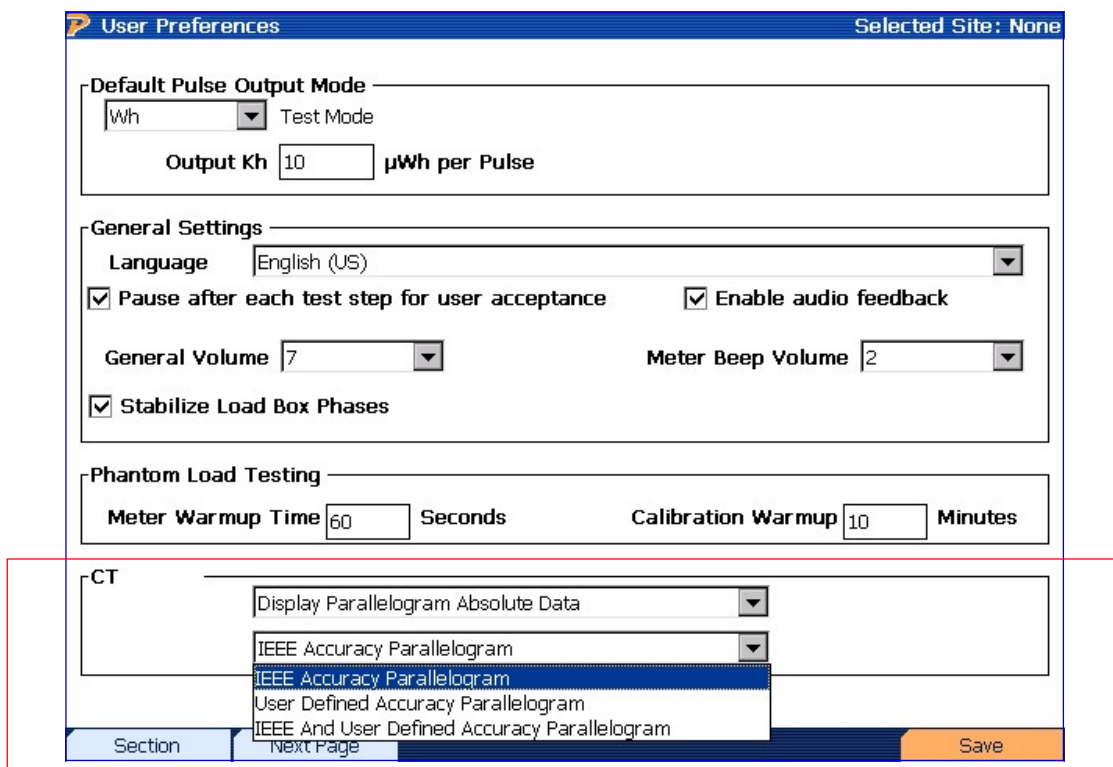 User Preferences Selected Site: None
Default Pulse Output Mode
Wh Test Mode
Output Kh 10 µWh per Pulse
General Settings
Language English (US)
Pause after each test step for user acceptance Enable audio feedback
General Volume 7 Meter Beep Volume 2
Stabilize Load Box Phases
Phantom Load Testing
Meter Warmup Time 60 Seconds Calibration Warmup 10 Minutes
CT
Display Parallelogram Absolute Data
IEEE Accuracy Parallelogram
IEEE Accuracy Parallelogram
User Defined Accuracy Parallelogram
IEEE And User Defined Accuracy Parallelogram
Section Next Page Save